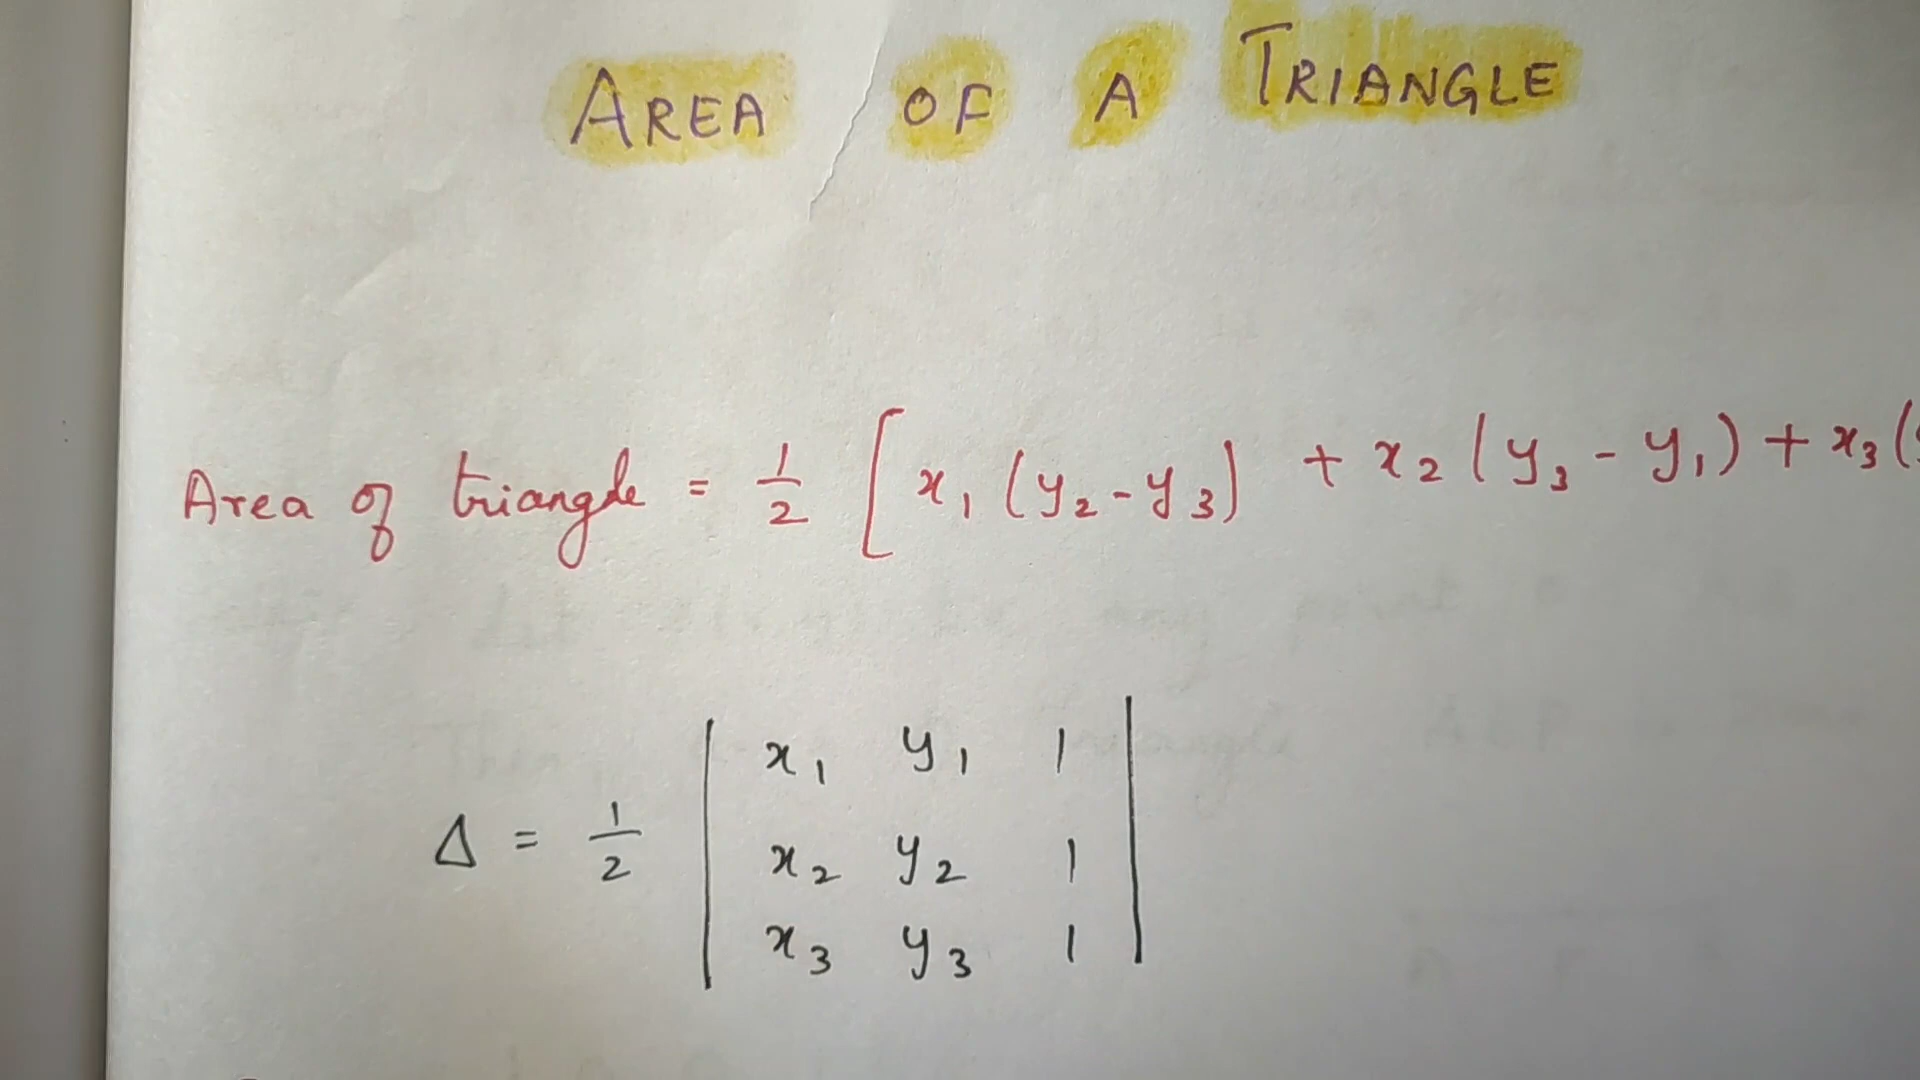 AREA OF A TRIANGLE
Area of triangle = 1/2 [x₁ (y₂-y₃) + x₂ (y₃ - y₁) + x₃ (
Δ = 1/2 | x₁ y₁ 1 |
| x₂ y₂ 1 |
| x₃ y₃ 1 |